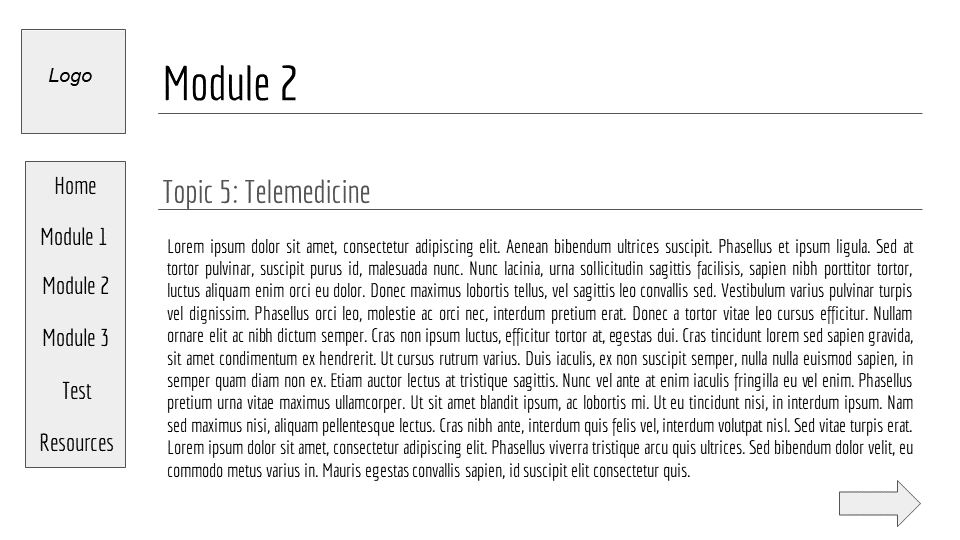 Logo
Module 2
Home
Module 1
Module 2
Module 3
Test
Resources
Topic 5: Telemedicine
Lorem ipsum dolor sit amet, consectetur adipiscing elit. Aenean bibendum ultrices suscipit. Phasellus et ipsum ligula. Sed at
tortor pulvinar, suscipit purus id, malesuada nunc. Nunc lacinia, urna sollicitudin sagittis facilisis, sapien nibh porttitor tortor,
luctus aliquam enim orci eu dolor. Donec maximus lobortis tellus, vel sagittis leo convallis sed. Vestibulum varius pulvinar turpis
vel dignissim. Phasellus orci leo, molestie ac orci nec, interdum pretium erat. Donec a tortor vitae leo cursus efficitur. Nullam
ornare elit ac nibh dictum semper. Cras non ipsum luctus, efficitur tortor at, egestas dui. Cras tincidunt lorem sed sapien gravida,
sit amet condimentum ex hendrerit. Ut cursus rutrum varius. Duis iaculis, ex non suscipit semper, nulla nulla euismod sapien, in
semper quam diam non ex. Etiam auctor lectus at tristique sagittis. Nunc vel ante at enim iaculis fringilla eu vel enim. Phasellus
pretium urna vitae maximus ullamcorper. Ut sit amet blandit ipsum, ac lobortis mi. Ut eu tincidunt nisi, in interdum ipsum. Nam
sed maximus nisi, aliquam pellentesque lectus. Cras nibh ante, interdum quis felis vel, interdum volutpat nisl. Sed vitae turpis erat.
Lorem ipsum dolor sit amet, consectetur adipiscing elit. Phasellus viverra tristique arcu quis ultrices. Sed bibendum dolor velit, eu
commodo metus varius in. Mauris egestas convallis sapien, id suscipit elit consectetur quis.